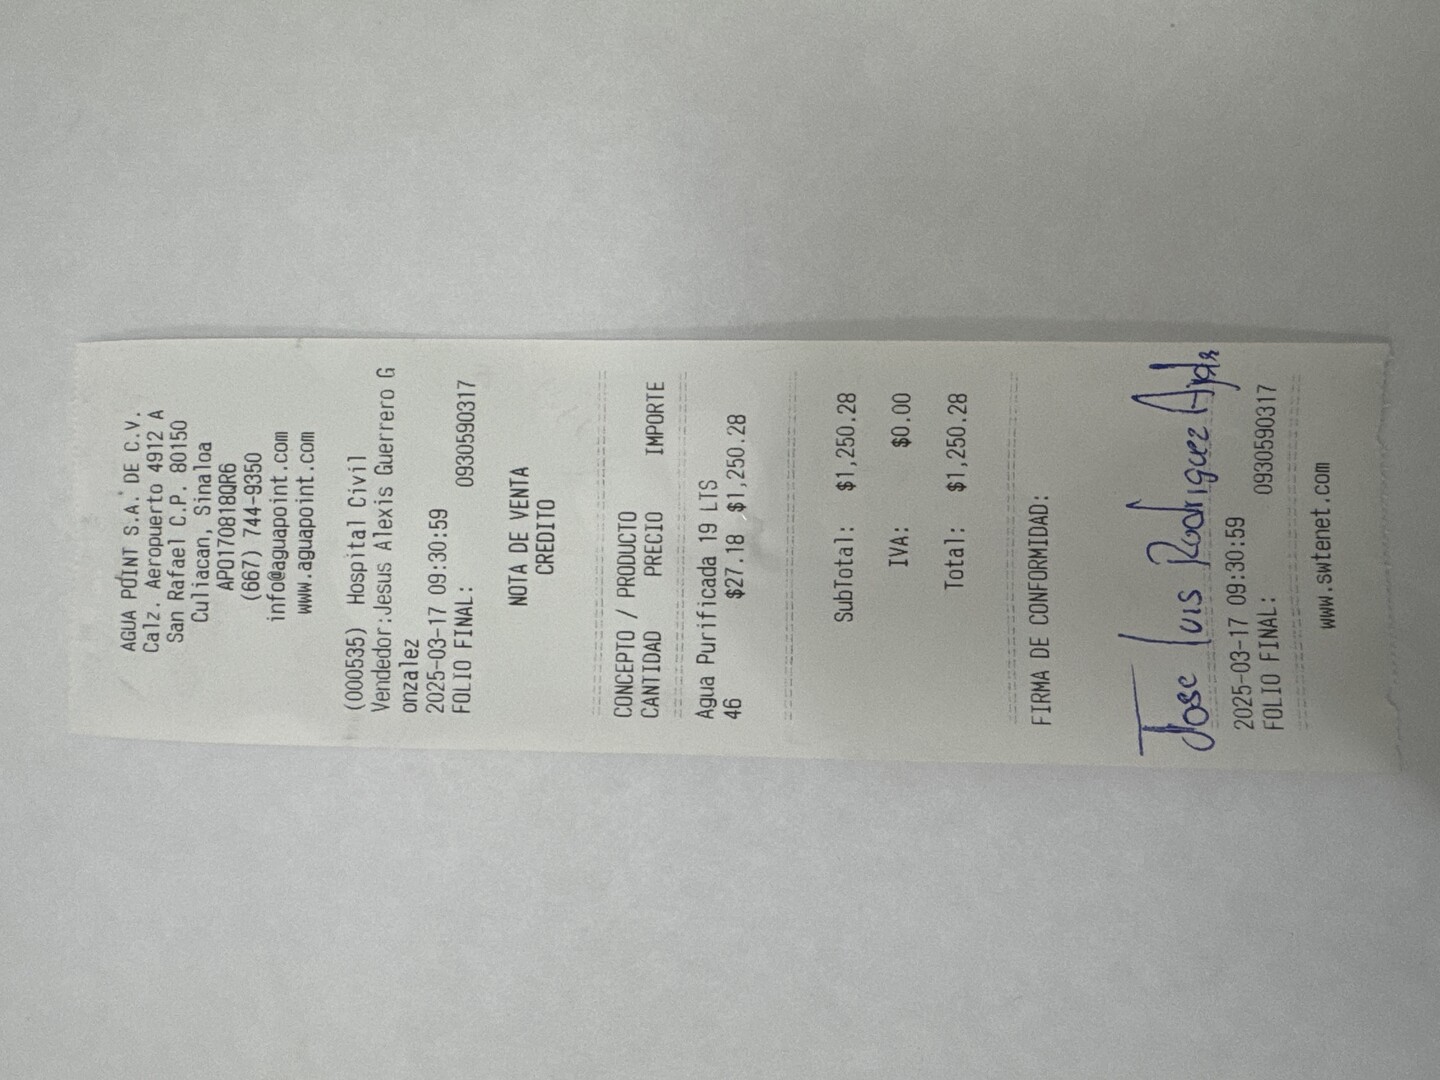 AGUA POINT S.A. DE C.V.
Calz. Aeropuerto 4912 A
San Rafael C.P. 80150
Culiacan, Sinaloa
APO170818QR6
(667) 744-9350
info@aguapoint.com
www.aguapoint.com
(000535) Hospital Civil
Vendedor:Jesus Alexis Guerrero G
onzalez
2025-03-17 09:30:59
FOLIO FINAL: 0930590317
NOTA DE VENTA
CREDITO
CONCEPTO / PRODUCTO
CANTIDAD PRECIO IMPORTE
Agua Purificada 19 LTS
46 $27.18 $1,250.28
SubTotal: $1,250.28
IVA: $0.00
Total: $1,250.28
FIRMA DE CONFORMIDAD:
Jose Luis Rodriguez
2025-03-17 09:30:59
FOLIO FINAL: 0930590317
www.swtenet.com